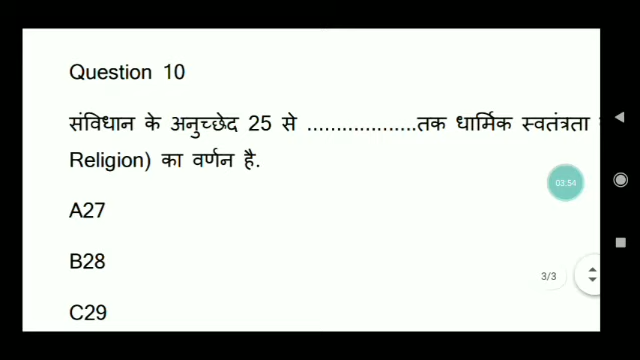 Question 10
संविधान के अनुच्छेद 25 से ...................तक धार्मिक स्वतंत्रता
Religion) का वर्णन है.
A27
03:54
B28
3/3
C29